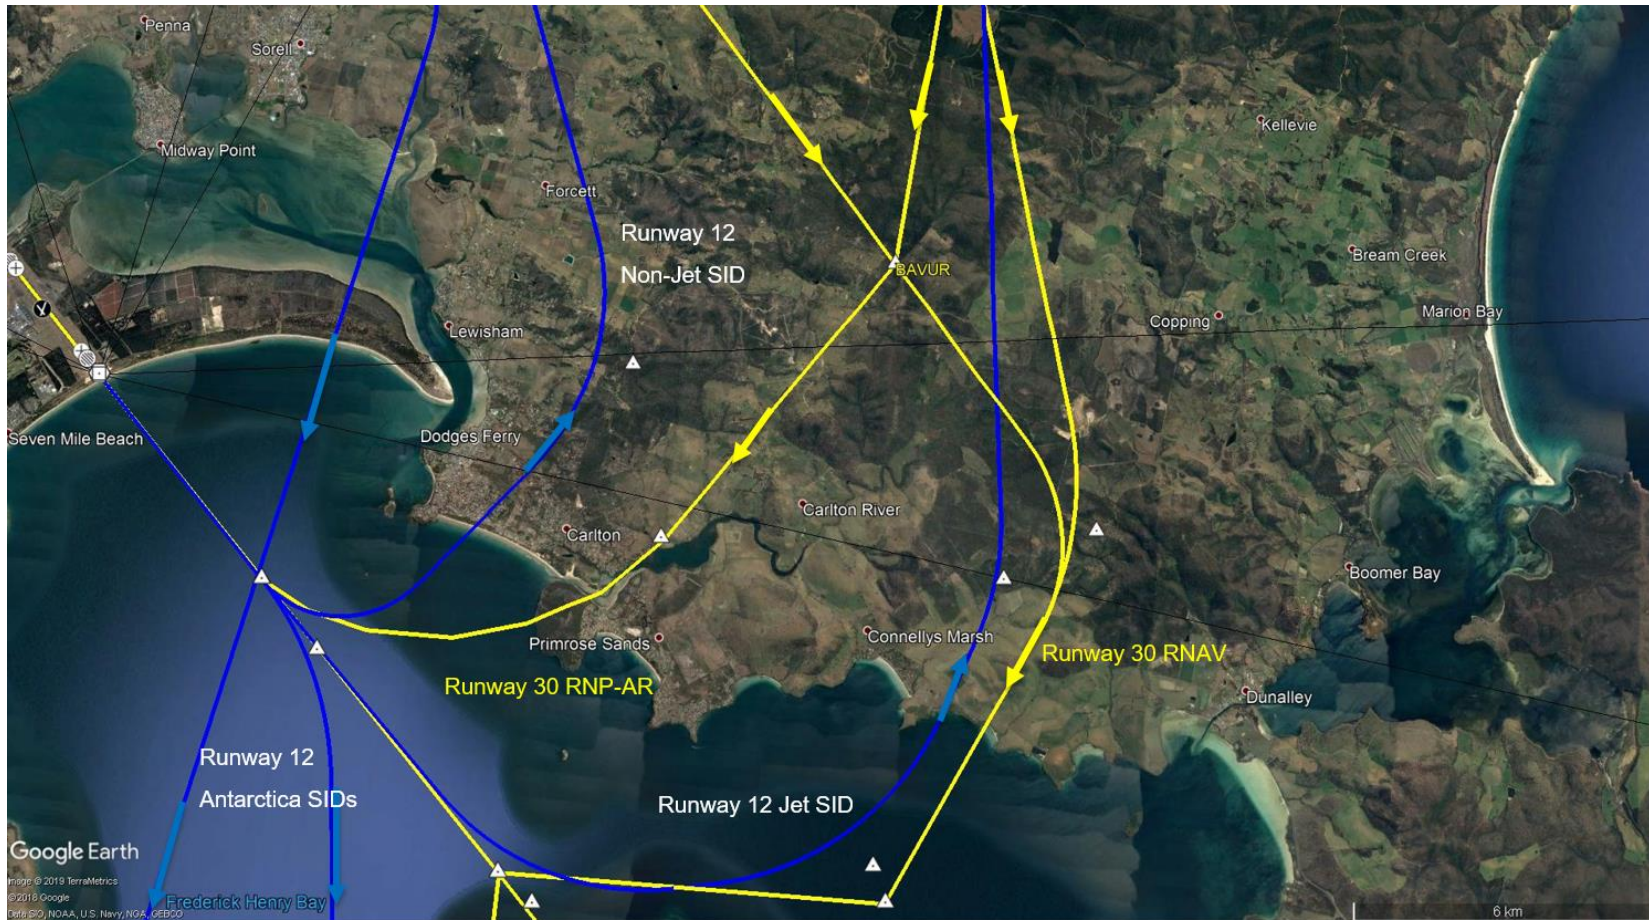 Penna
Sorell
Midway Point
Kellevie
Forcett
Runway 12
Non-Jet SID
BAVUR
Bream Creek
Copping
Marion Bay
Lewisham
Seven Mile Beach
Dodges Ferry
Carlton River
Carlton
Boomer Bay
Primrose Sands
Connellys Marsh
Runway 30 RNAV
Runway 30 RNP-AR
Dunalley
Runway 12
Antarctica SIDs
Runway 12 Jet SID
Google Earth
Image © 2019 TerraMetrics
©2018 Google
Data SIO, NOAA, U.S. Navy, NGA, GEBCO
Frederick Henry Bay
6 km